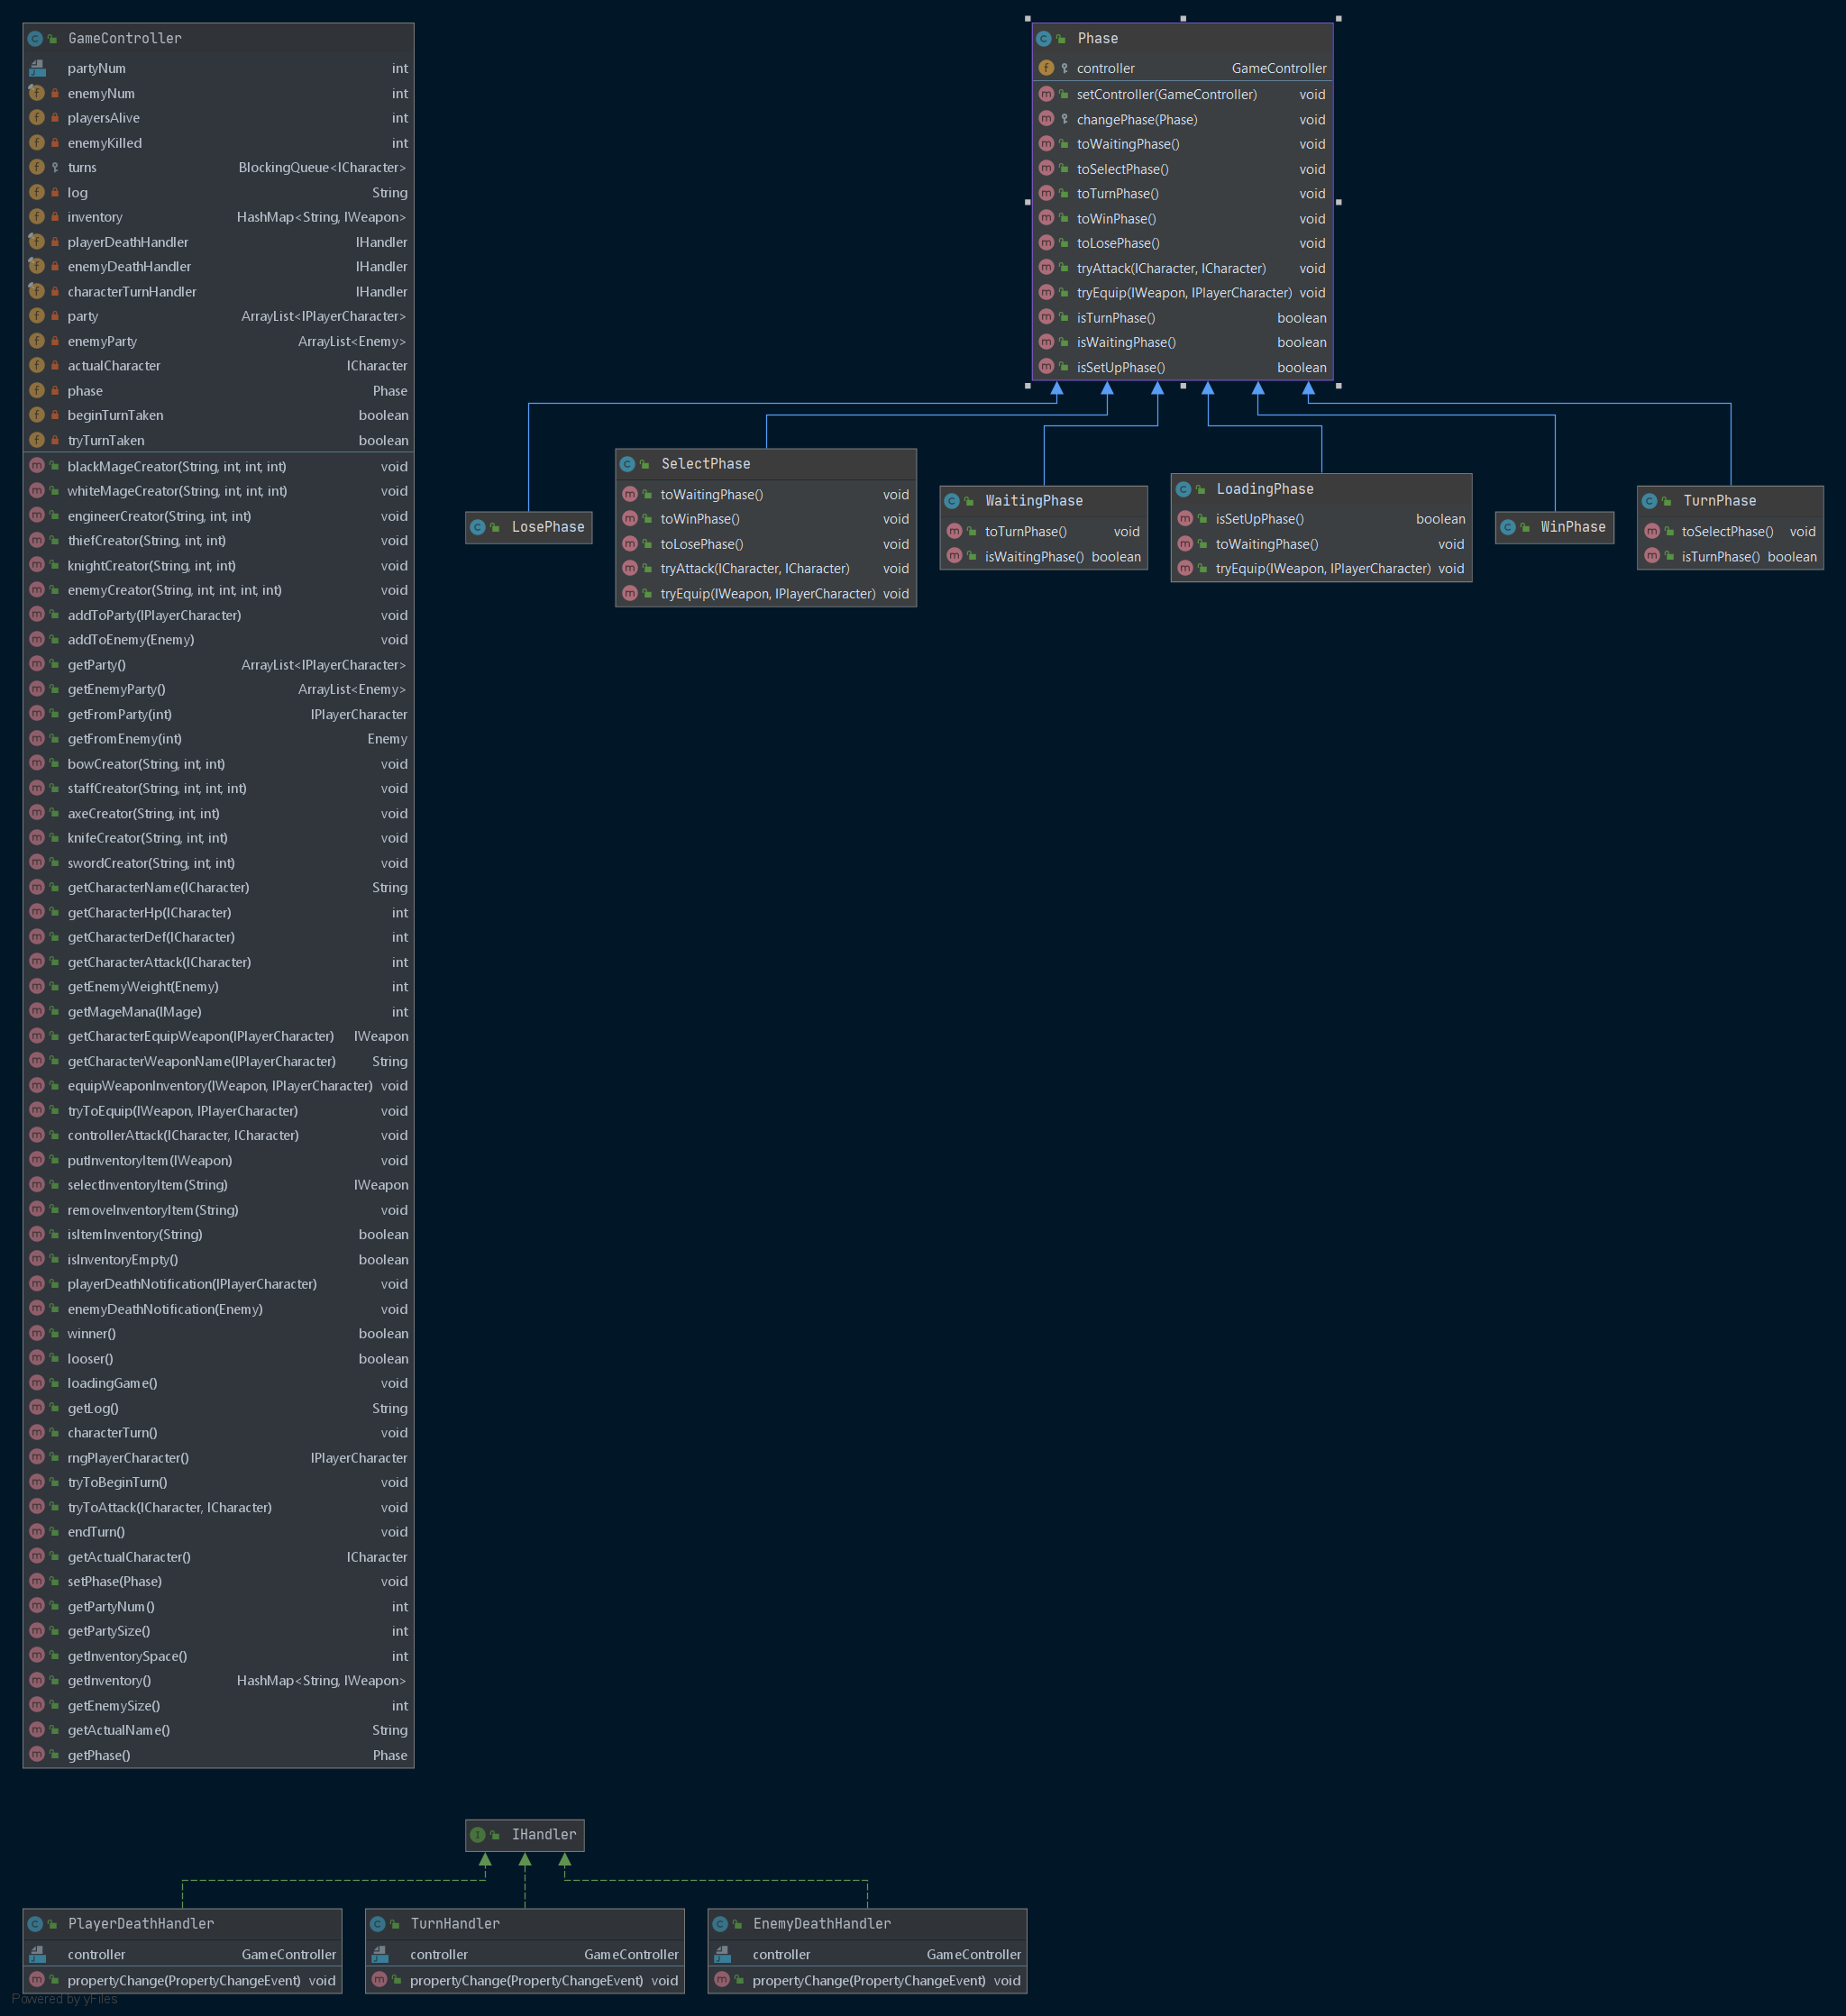 GameController
partyNum int
enemyNum int
playersAlive int
enemyKilled int
turns BlockingQueue<ICharacter>
log String
inventory HashMap<String, IWeapon>
playerDeathHandler IHandler
enemyDeathHandler IHandler
characterTurnHandler IHandler
party ArrayList<IPlayerCharacter>
enemyParty ArrayList<Enemy>
actualCharacter ICharacter
phase Phase
beginTurnTaken boolean
tryTurnTaken boolean
blackMageCreator(String, int, int, int) void
whiteMageCreator(String, int, int, int) void
engineerCreator(String, int, int) void
thiefCreator(String, int, int) void
knightCreator(String, int, int) void
enemyCreator(String, int, int, int, int) void
addToParty(IPlayerCharacter) void
addToEnemy(Enemy) void
getParty() ArrayList<IPlayerCharacter>
getEnemyParty() ArrayList<Enemy>
getFromParty(int) IPlayerCharacter
getFromEnemy(int) Enemy
bowCreator(String, int, int) void
staffCreator(String, int, int, int) void
axeCreator(String, int, int) void
knifeCreator(String, int, int) void
swordCreator(String, int, int) void
getCharacterName(ICharacter) String
getCharacterHp(ICharacter) int
getCharacterDef(ICharacter) int
getCharacterAttack(ICharacter) int
getEnemyWeight(Enemy) int
getMageMana(IMage) int
getCharacterEquipWeapon(IPlayerCharacter) IWeapon
getCharacterWeaponName(IPlayerCharacter) String
equipWeaponInventory(IWeapon, IPlayerCharacter) void
tryToEquip(IWeapon, IPlayerCharacter) void
controllerAttack(ICharacter, ICharacter) void
putInventoryItem(IWeapon) void
selectInventoryItem(String) IWeapon
removeInventoryItem(String) void
isItemInventory(String) boolean
isInventoryEmpty() boolean
playerDeathNotification(IPlayerCharacter) void
enemyDeathNotification(Enemy) void
winner() boolean
looser() boolean
loadingGame() void
getLog() String
characterTurn() void
rngPlayerCharacter() IPlayerCharacter
tryToBeginTurn() void
tryToAttack(ICharacter, ICharacter) void
endTurn() void
getActualCharacter() ICharacter
setPhase(Phase) void
getPartyNum() int
getPartySize() int
getInventorySpace() int
getInventory() HashMap<String, IWeapon>
getEnemySize() int
getActualName() String
getPhase() Phase
Phase
controller GameController
setController(GameController) void
changePhase(Phase) void
toWaitingPhase() void
toSelectPhase() void
toTurnPhase() void
toWinPhase() void
toLosePhase() void
tryAttack(ICharacter, ICharacter) void
tryEquip(IWeapon, IPlayerCharacter) void
isTurnPhase() boolean
isWaitingPhase() boolean
isSetUpPhase() boolean
LosePhase
SelectPhase
toWaitingPhase() void
toWinPhase() void
toLosePhase() void
tryAttack(ICharacter, ICharacter) void
tryEquip(IWeapon, IPlayerCharacter) void
WaitingPhase
toTurnPhase() void
isWaitingPhase() boolean
LoadingPhase
isSetUpPhase() boolean
toWaitingPhase() void
tryEquip(IWeapon, IPlayerCharacter) void
WinPhase
TurnPhase
toSelectPhase() void
isTurnPhase() boolean
IHandler
PlayerDeathHandler
controller GameController
propertyChange(PropertyChangeEvent) void
TurnHandler
controller GameController
propertyChange(PropertyChangeEvent) void
EnemyDeathHandler
controller GameController
propertyChange(PropertyChangeEvent) void
Powered by yFiles